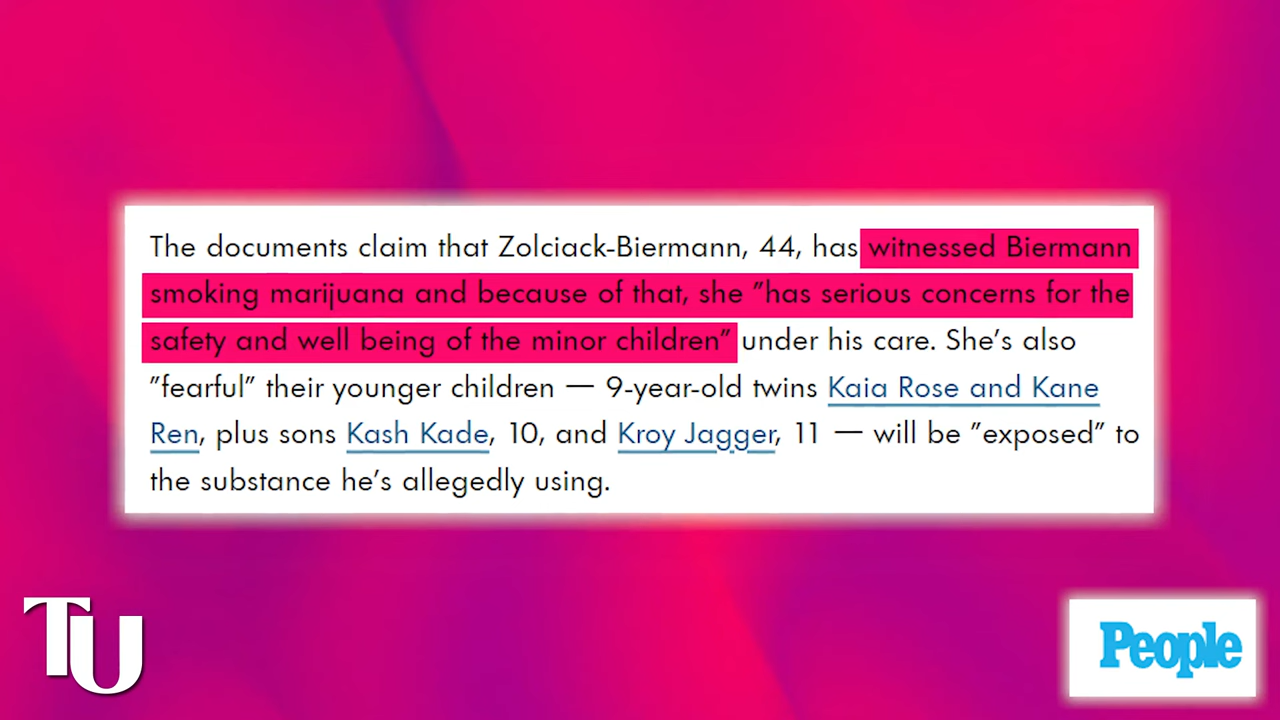 The documents claim that Zolciack-Biermann, 44, has witnessed Biermann
smoking marijuana and because of that, she ”has serious concerns for the
safety and well being of the minor children” under his care. She’s also
”fearful” their younger children — 9-year-old twins Kaia Rose and Kane
Ren, plus sons Kash Kade, 10, and Kroy Jagger, 11 — will be ”exposed” to
the substance he’s allegedly using.
TU
People